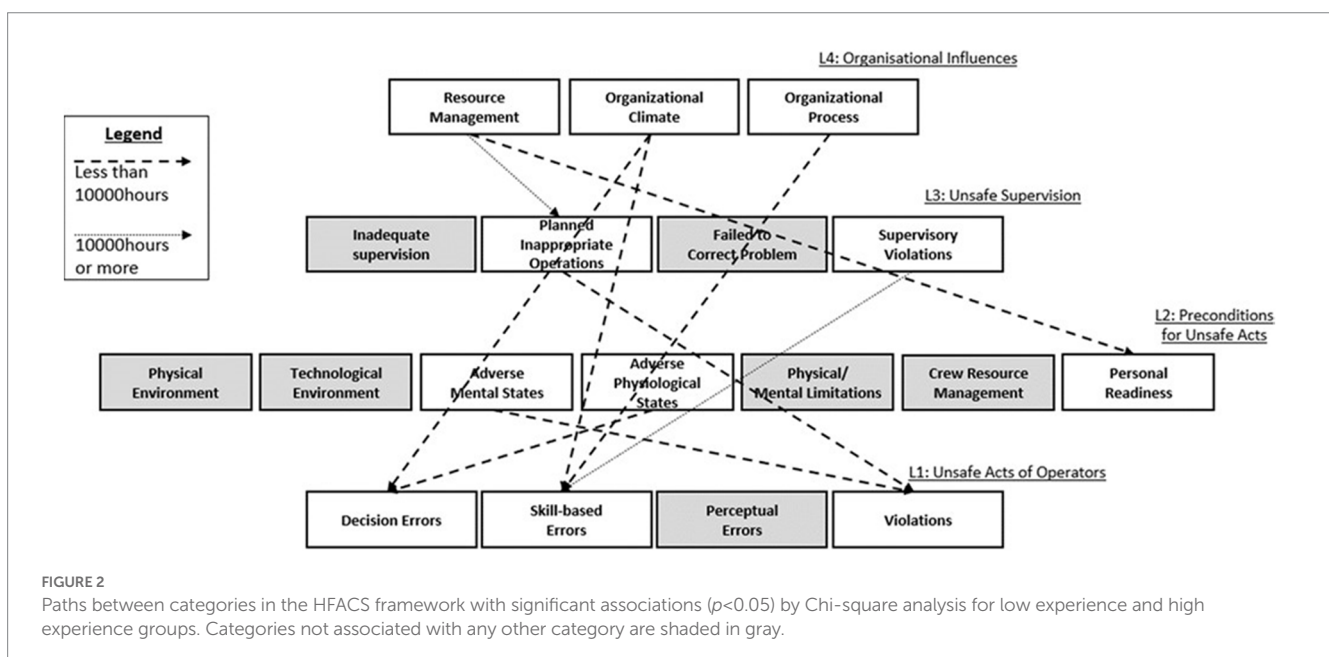 L4: Organisational Influences
Resource
Management
Organizational
Climate
Organizational
Process
Legend
Less than
10000hours
10000hours
or more
L3: Unsafe Supervision
Inadequate
supervision
Planned
Inappropriate
Operations
Failed to
Correct Problem
Supervisory
Violations
L2: Preconditions
for Unsafe Acts
Physical
Environment
Technological
Environment
Adverse
Mental States
Adverse
Physiological
States
Physical/
Mental Limitations
Crew Resource
Management
Personal
Readiness
L1: Unsafe Acts of Operators
Decision Errors
Skill-based
Errors
Perceptual
Errors
Violations
FIGURE 2
Paths between categories in the HFACS framework with significant associations (p<0.05) by Chi-square analysis for low experience and high
experience groups. Categories not associated with any other category are shaded in gray.